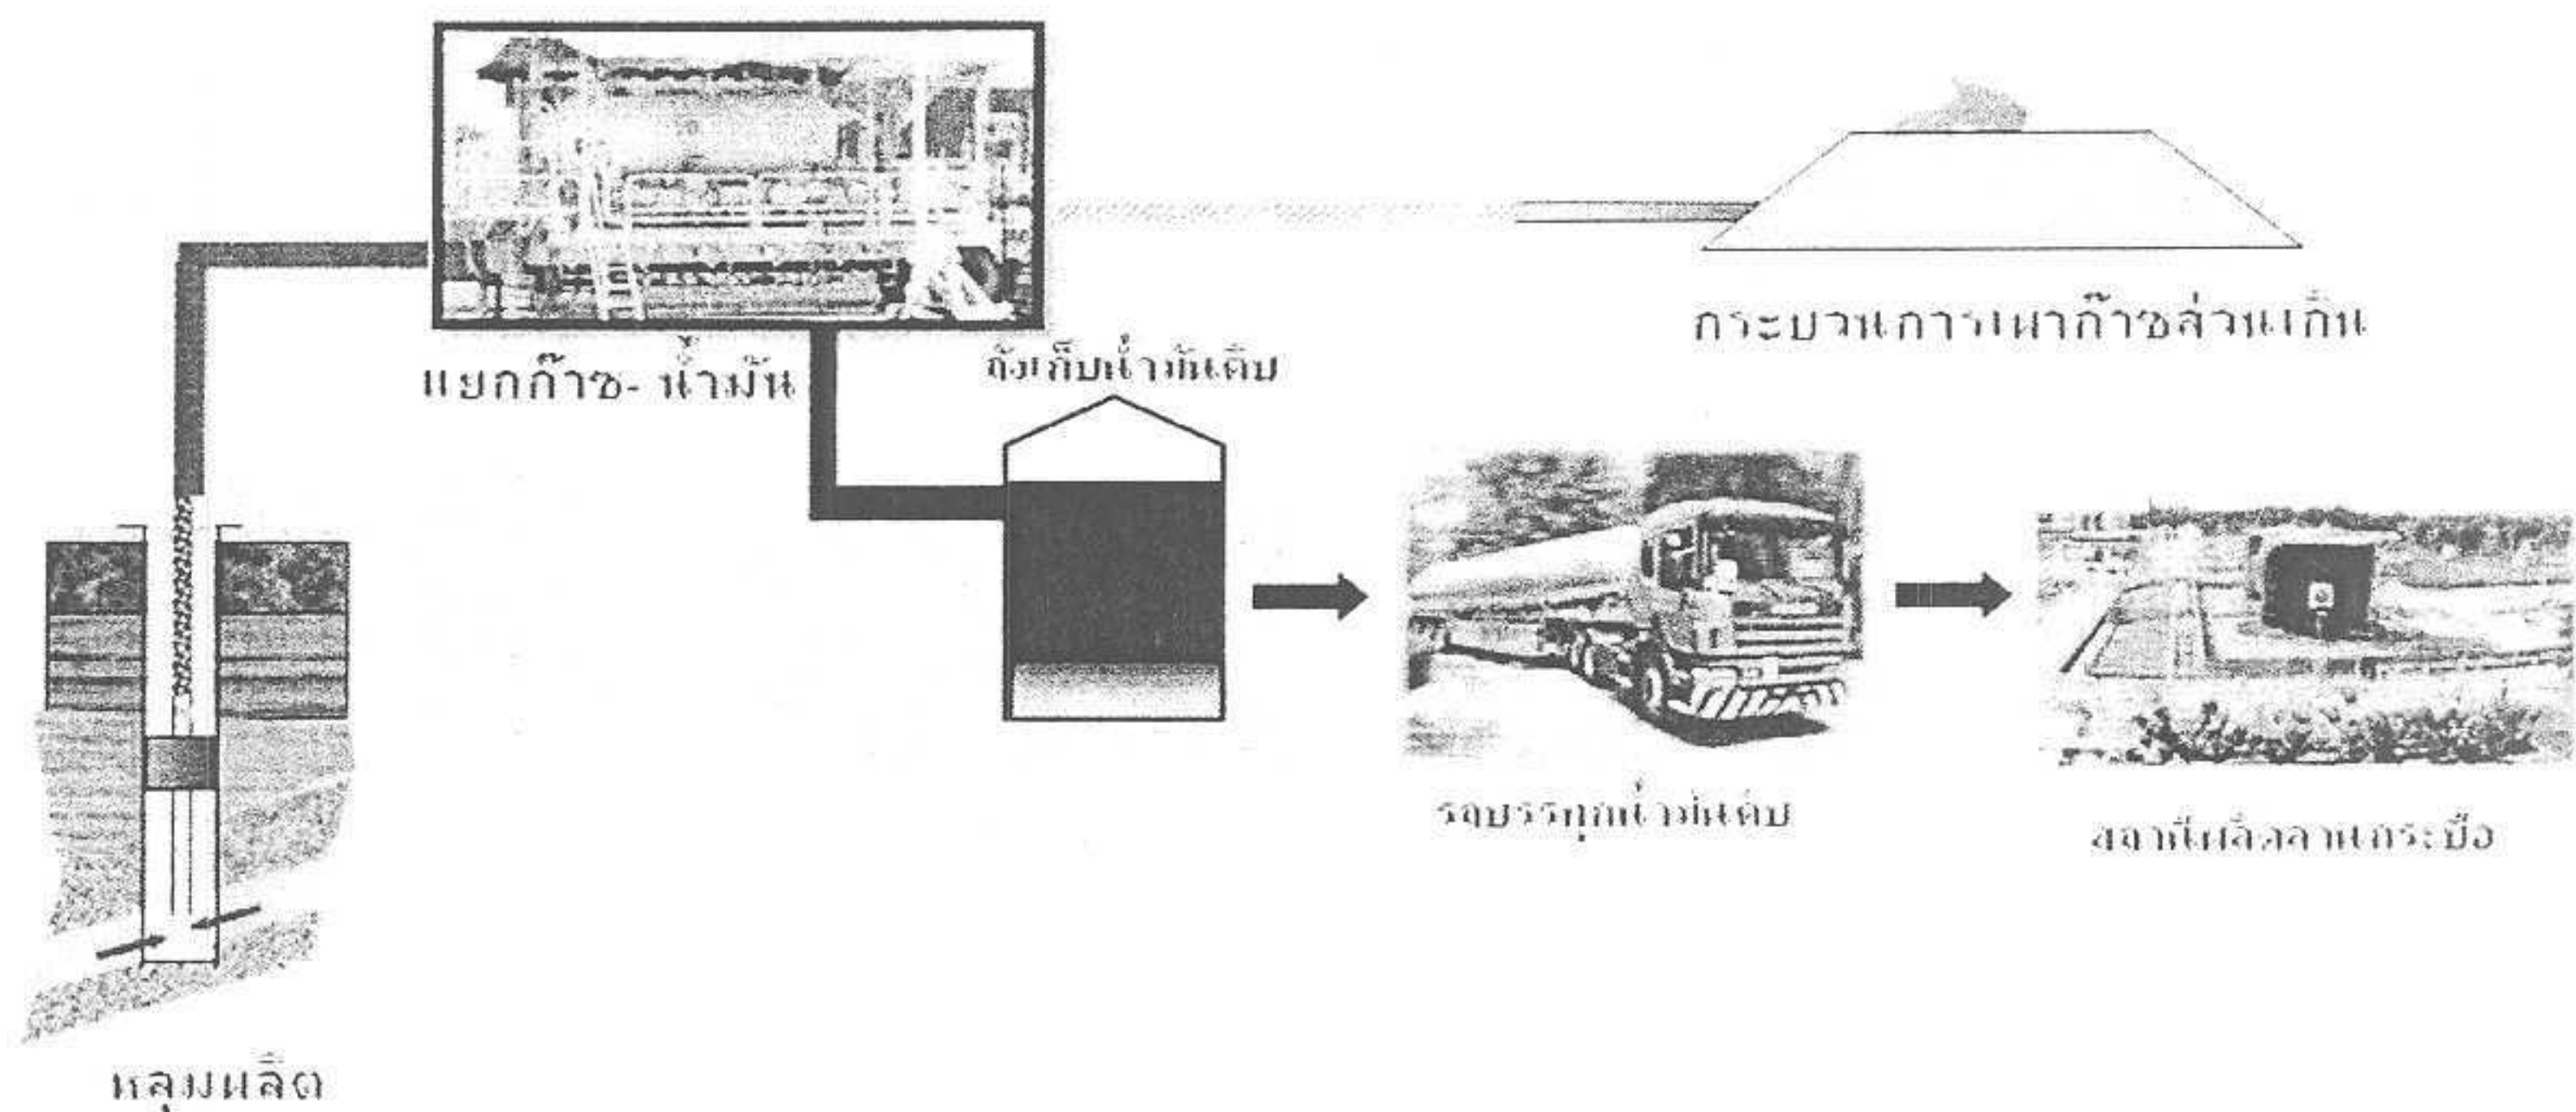 แยกก๊าซ-น้ำมัน
ถังเก็บน้ำมันดิบ
กระบวนการเผาก๊าซส่วนเกิน
รถบรรทุกน้ำมันดิบ
สถานีผลิตลานกระบือ
หลุมผลิต